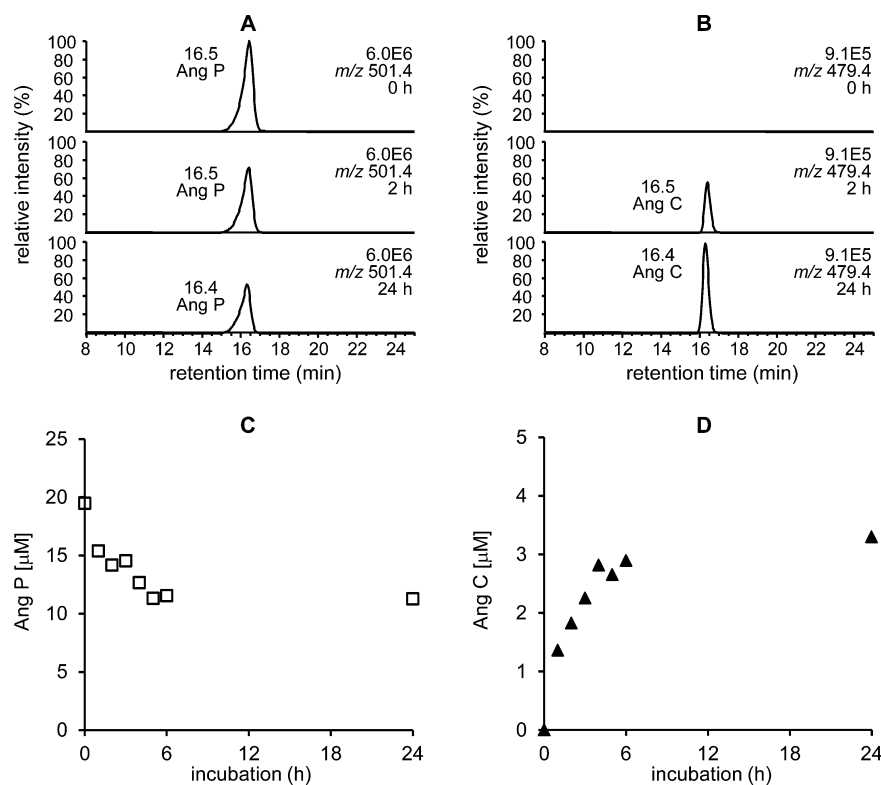 A
relative intensity (%)
100
80
60
40
20
16.5
Ang P
6.0E6
m/z 501.4
0 h
100
80
60
40
20
16.5
Ang P
6.0E6
m/z 501.4
2 h
100
80
60
40
20
0
16.4
Ang P
6.0E6
m/z 501.4
24 h
8 10 12 14 16 18 20 22 24
retention time (min)
B
relative intensity (%)
100
80
60
40
20
9.1E5
m/z 479.4
0 h
100
80
60
40
20
16.5
Ang C
9.1E5
m/z 479.4
2 h
100
80
60
40
20
0
16.4
Ang C
9.1E5
m/z 479.4
24 h
8 10 12 14 16 18 20 22 24
retention time (min)
C
Ang P [µM]
25
20
15
10
5
0
0 6 12 18 24
incubation (h)
D
Ang C [µM]
5
4
3
2
1
0
0 6 12 18 24
incubation (h)